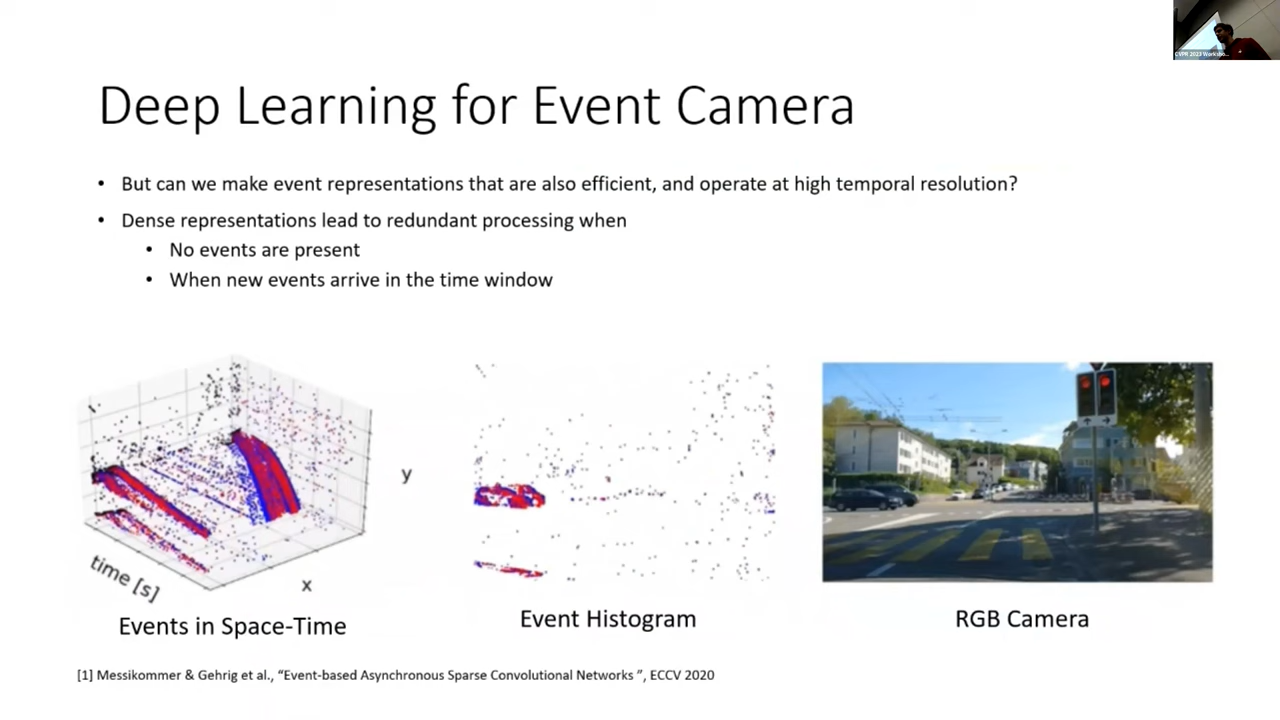 Deep Learning for Event Camera
• But can we make event representations that are also efficient, and operate at high temporal resolution?
• Dense representations lead to redundant processing when
• No events are present
• When new events arrive in the time window
y
time [s]
x
Events in Space-Time
Event Histogram
RGB Camera
[1] Messikommer & Gehrig et al., “Event-based Asynchronous Sparse Convolutional Networks ”, ECCV 2020
CVPR 2023 Worksho...